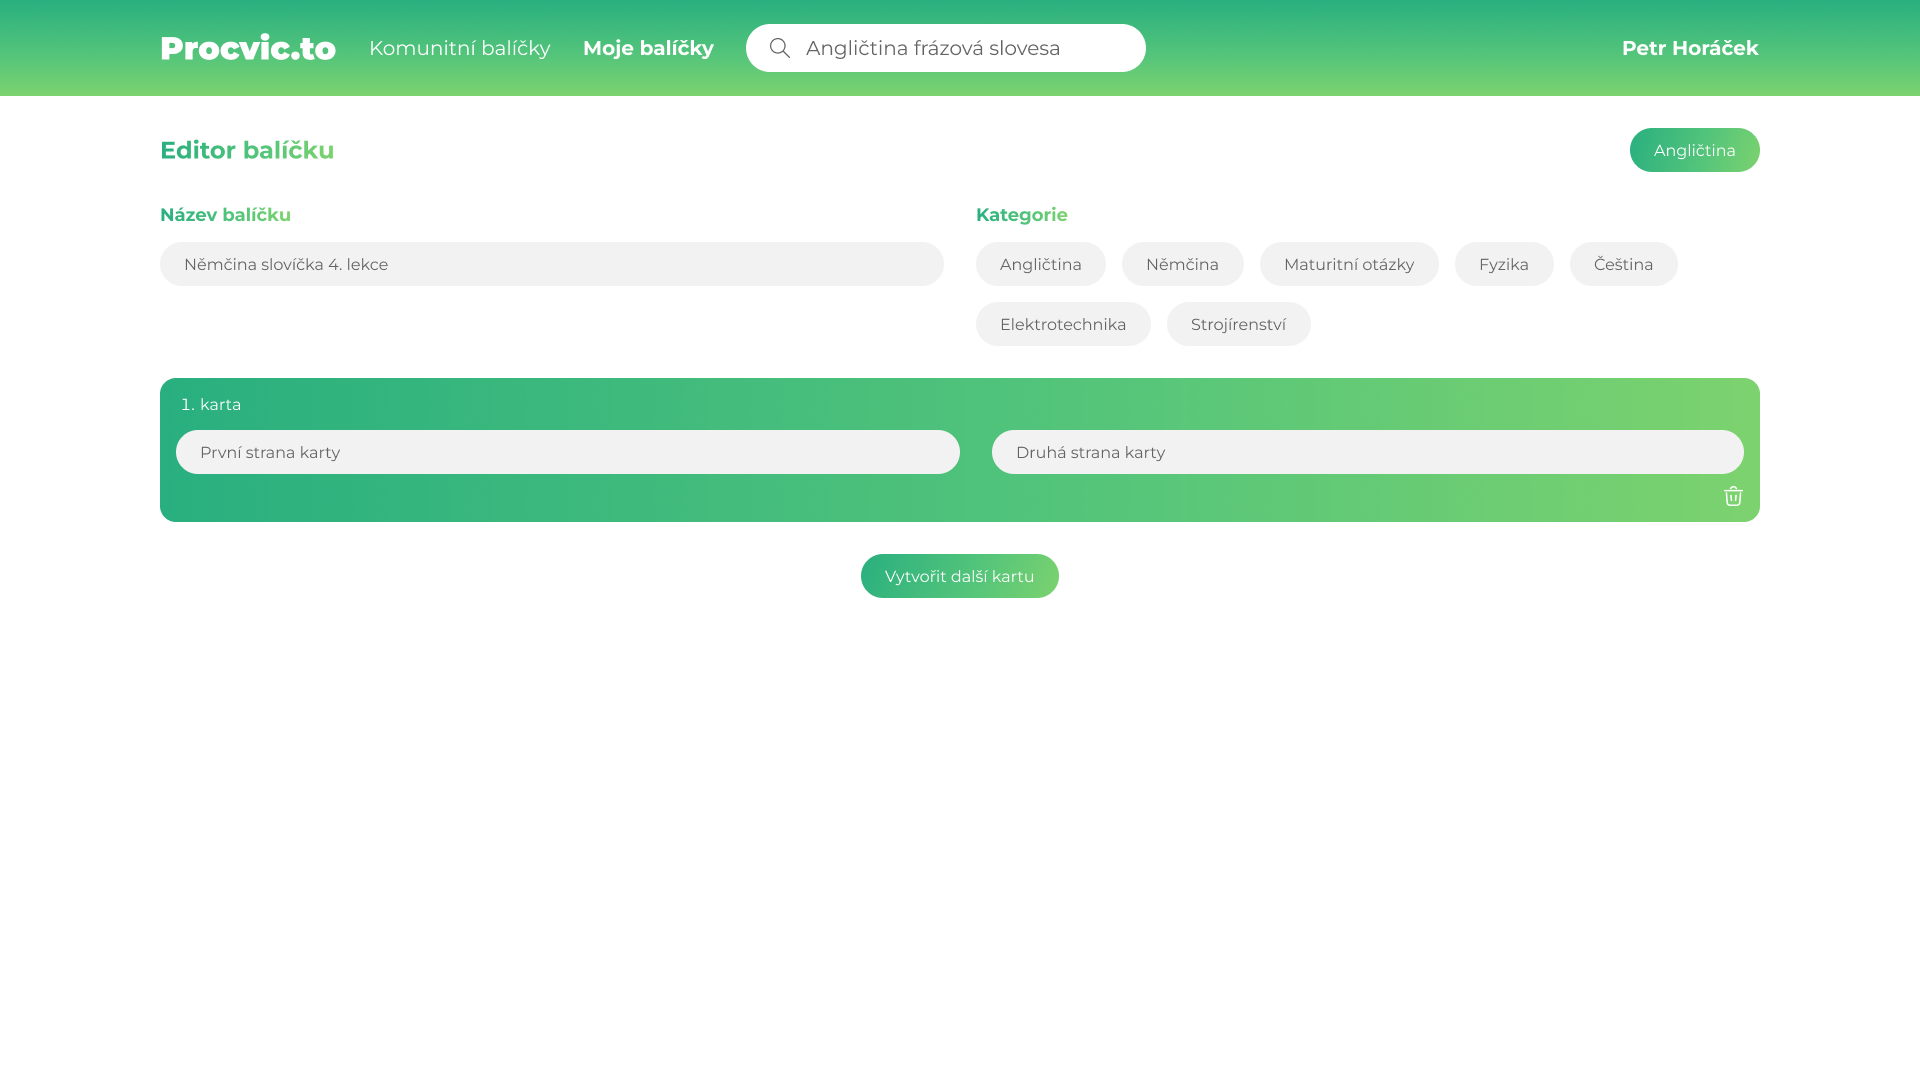 Procvic.to Komunitní balíčky Moje balíčky Angličtina frázová slovesa Petr Horáček
Editor balíčku Angličtina
Název balíčku
Němčina slovíčka 4. lekce
Kategorie
Angličtina Němčina Maturitní otázky Fyzika Čeština
Elektrotechnika Strojírenství
1. karta
První strana karty Druhá strana karty
Vytvořit další kartu